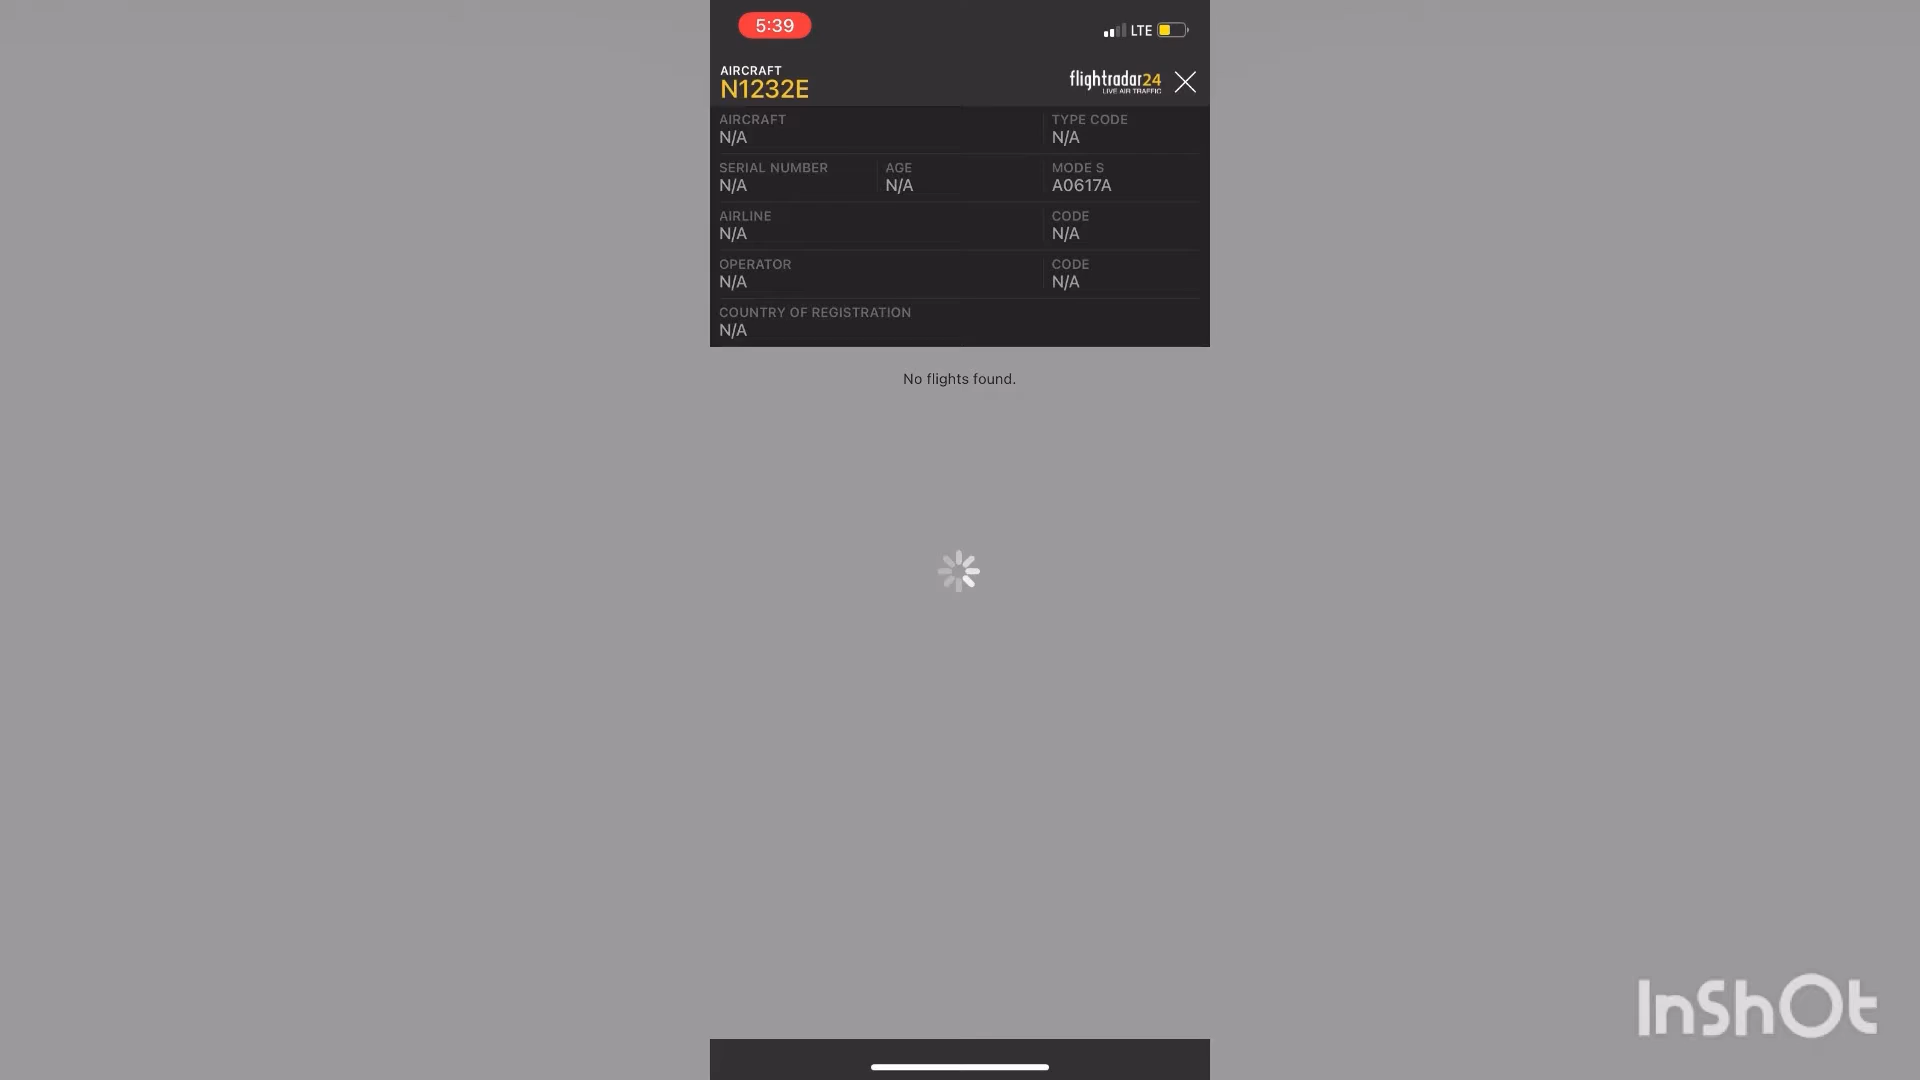 5:39
LTE
AIRCRAFT
N1232E
flightradar24
LIVE AIR TRAFFIC
AIRCRAFT
N/A
TYPE CODE
N/A
SERIAL NUMBER
N/A
AGE
N/A
MODE S
A0617A
AIRLINE
N/A
CODE
N/A
OPERATOR
N/A
CODE
N/A
COUNTRY OF REGISTRATION
N/A
No flights found.
InShOt